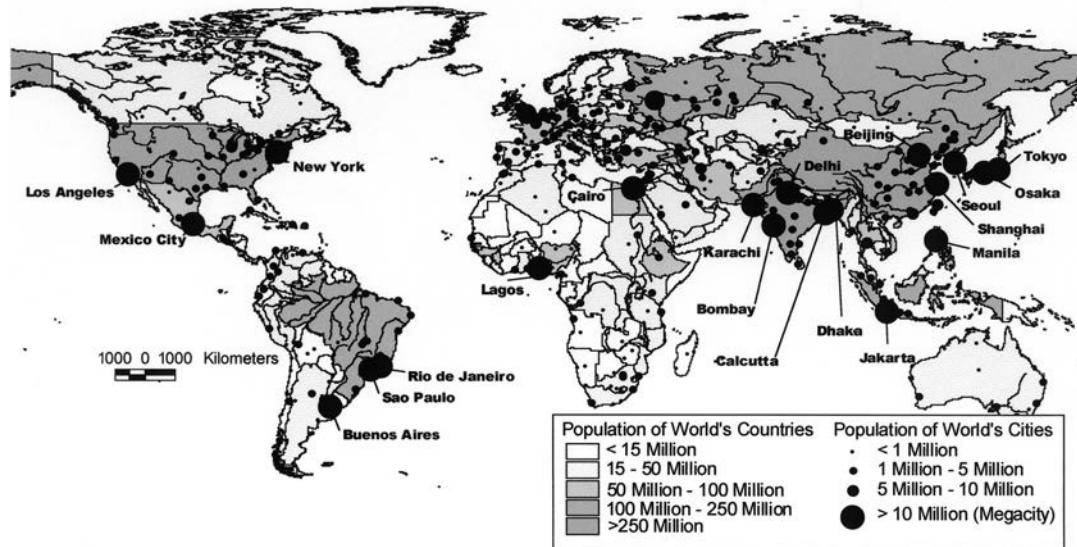 Beijing
Tokyo
New York
Delhi
Los Angeles
Cairo
Osaka
Seoul
Mexico City
Shanghai
Karachi
Manila
Lagos
Bombay
Dhaka
1000 0 1000 Kilometers
Calcutta
Jakarta
Rio de Janeiro
Sao Paulo
Buenos Aires
Population of World's Countries
< 15 Million
15 - 50 Million
50 Million - 100 Million
100 Million - 250 Million
>250 Million
Population of World's Cities
< 1 Million
1 Million - 5 Million
5 Million - 10 Million
> 10 Million (Megacity)